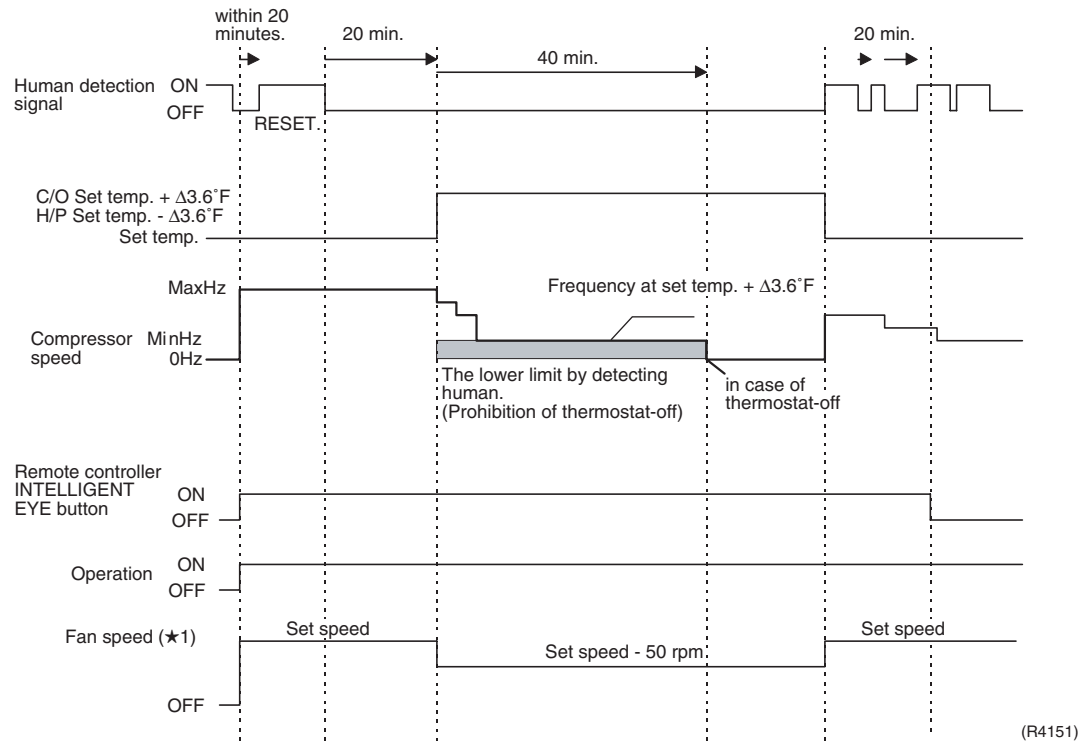 within 20
minutes.
20 min.
40 min.
20 min.
Human detection
signal
ON
OFF
RESET.
C/O Set temp. + Δ3.6˚F
H/P Set temp. - Δ3.6˚F
Set temp.
MaxHz
Frequency at set temp. + Δ3.6˚F
Compressor
speed
MinHz
0Hz
The lower limit by detecting
human.
(Prohibition of thermostat-off)
in case of
thermostat-off
Remote controller
INTELLIGENT
EYE button
ON
OFF
Operation
ON
OFF
Fan speed (★1)
Set speed
Set speed - 50 rpm
Set speed
OFF
(R4151)